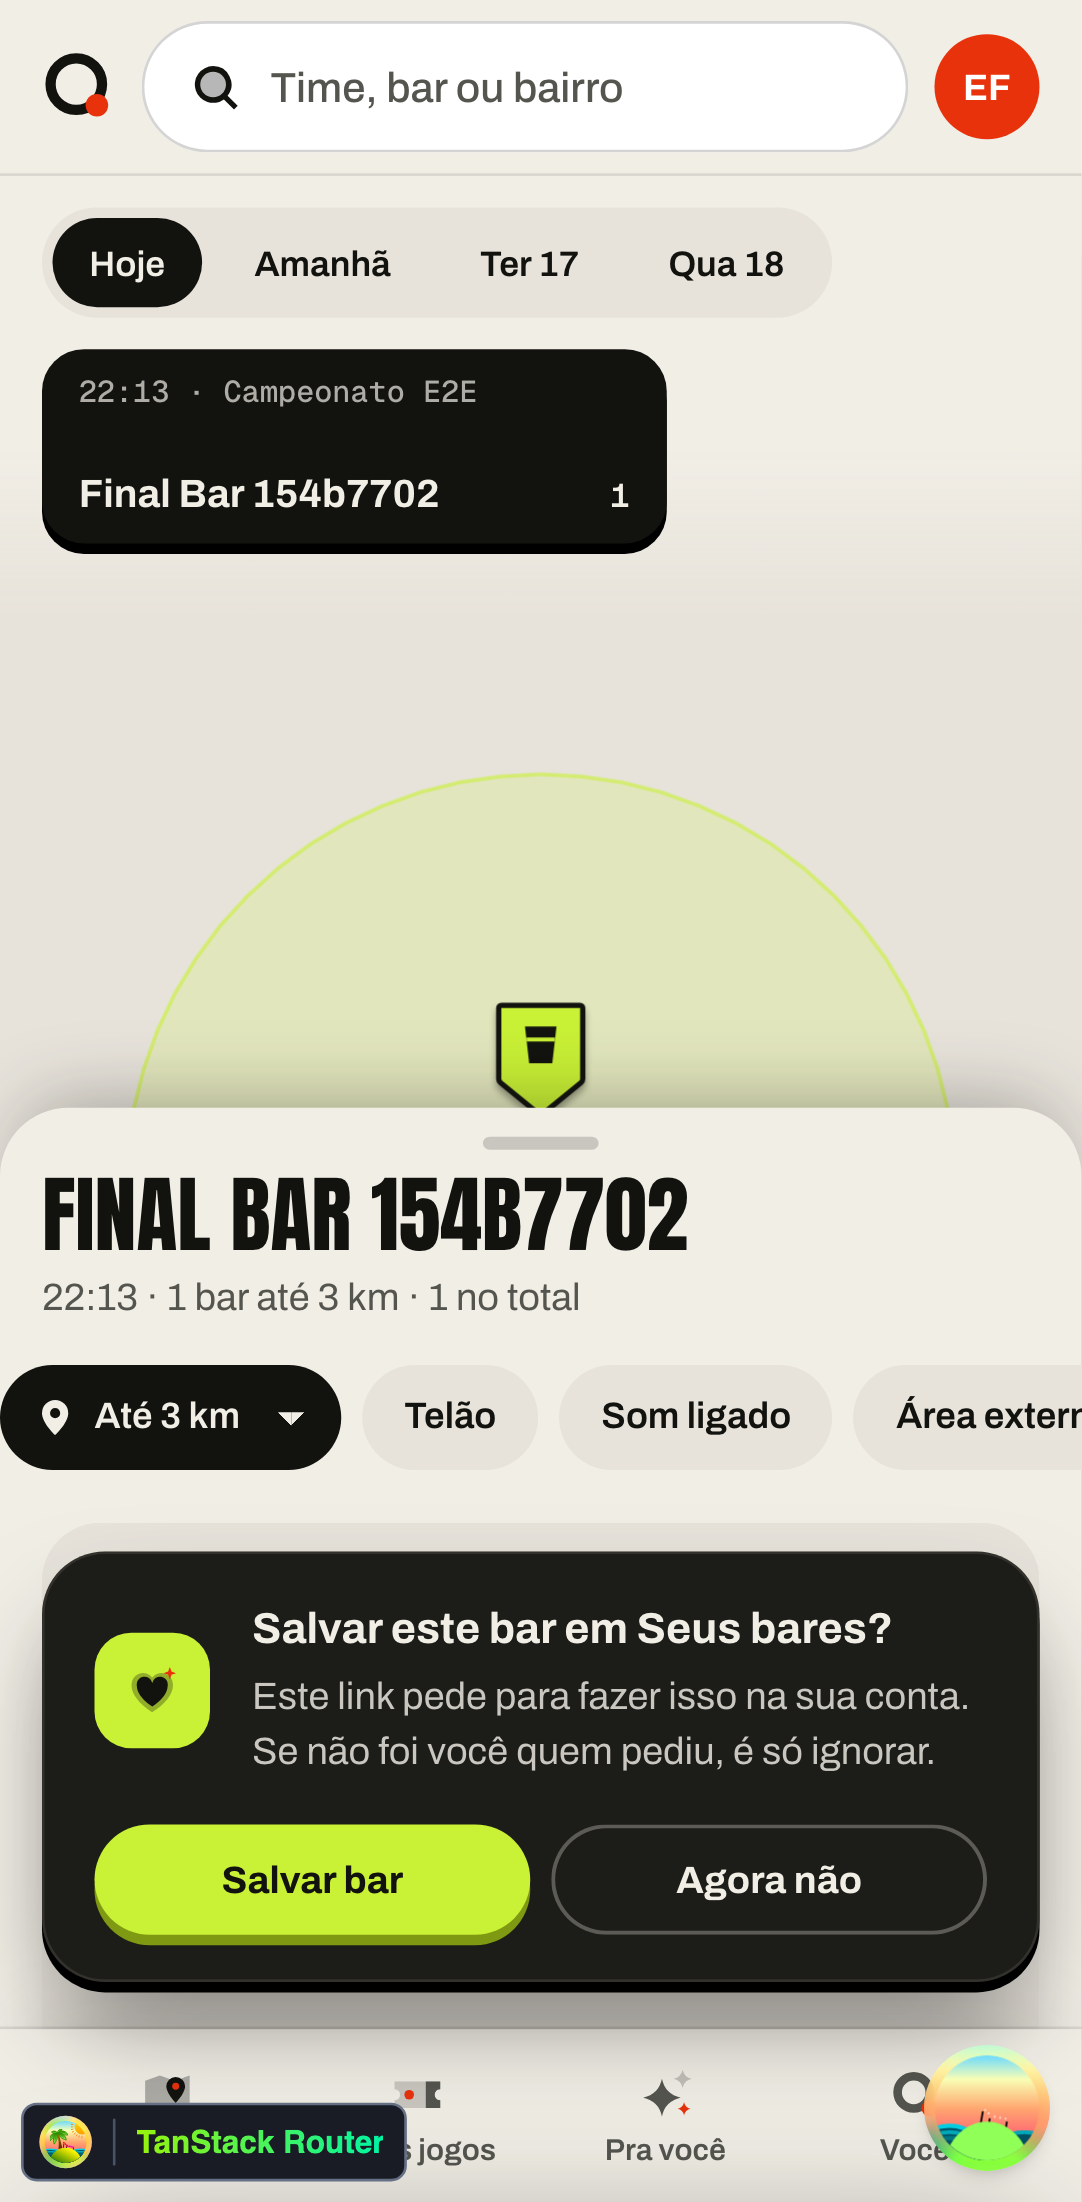 Time, bar ou bairro
EF
Hoje
Amanhã
Ter 17
Qua 18
22:13 · Campeonato E2E
Final Bar 154b7702
1
FINAL BAR 154B7702
22:13 · 1 bar até 3 km · 1 no total
Até 3 km
Telão
Som ligado
Área extern
Salvar este bar em Seus bares?
Este link pede para fazer isso na sua conta.
Se não foi você quem pediu, é só ignorar.
Salvar bar
Agora não
TanStack Router
s jogos
Pra você
Você